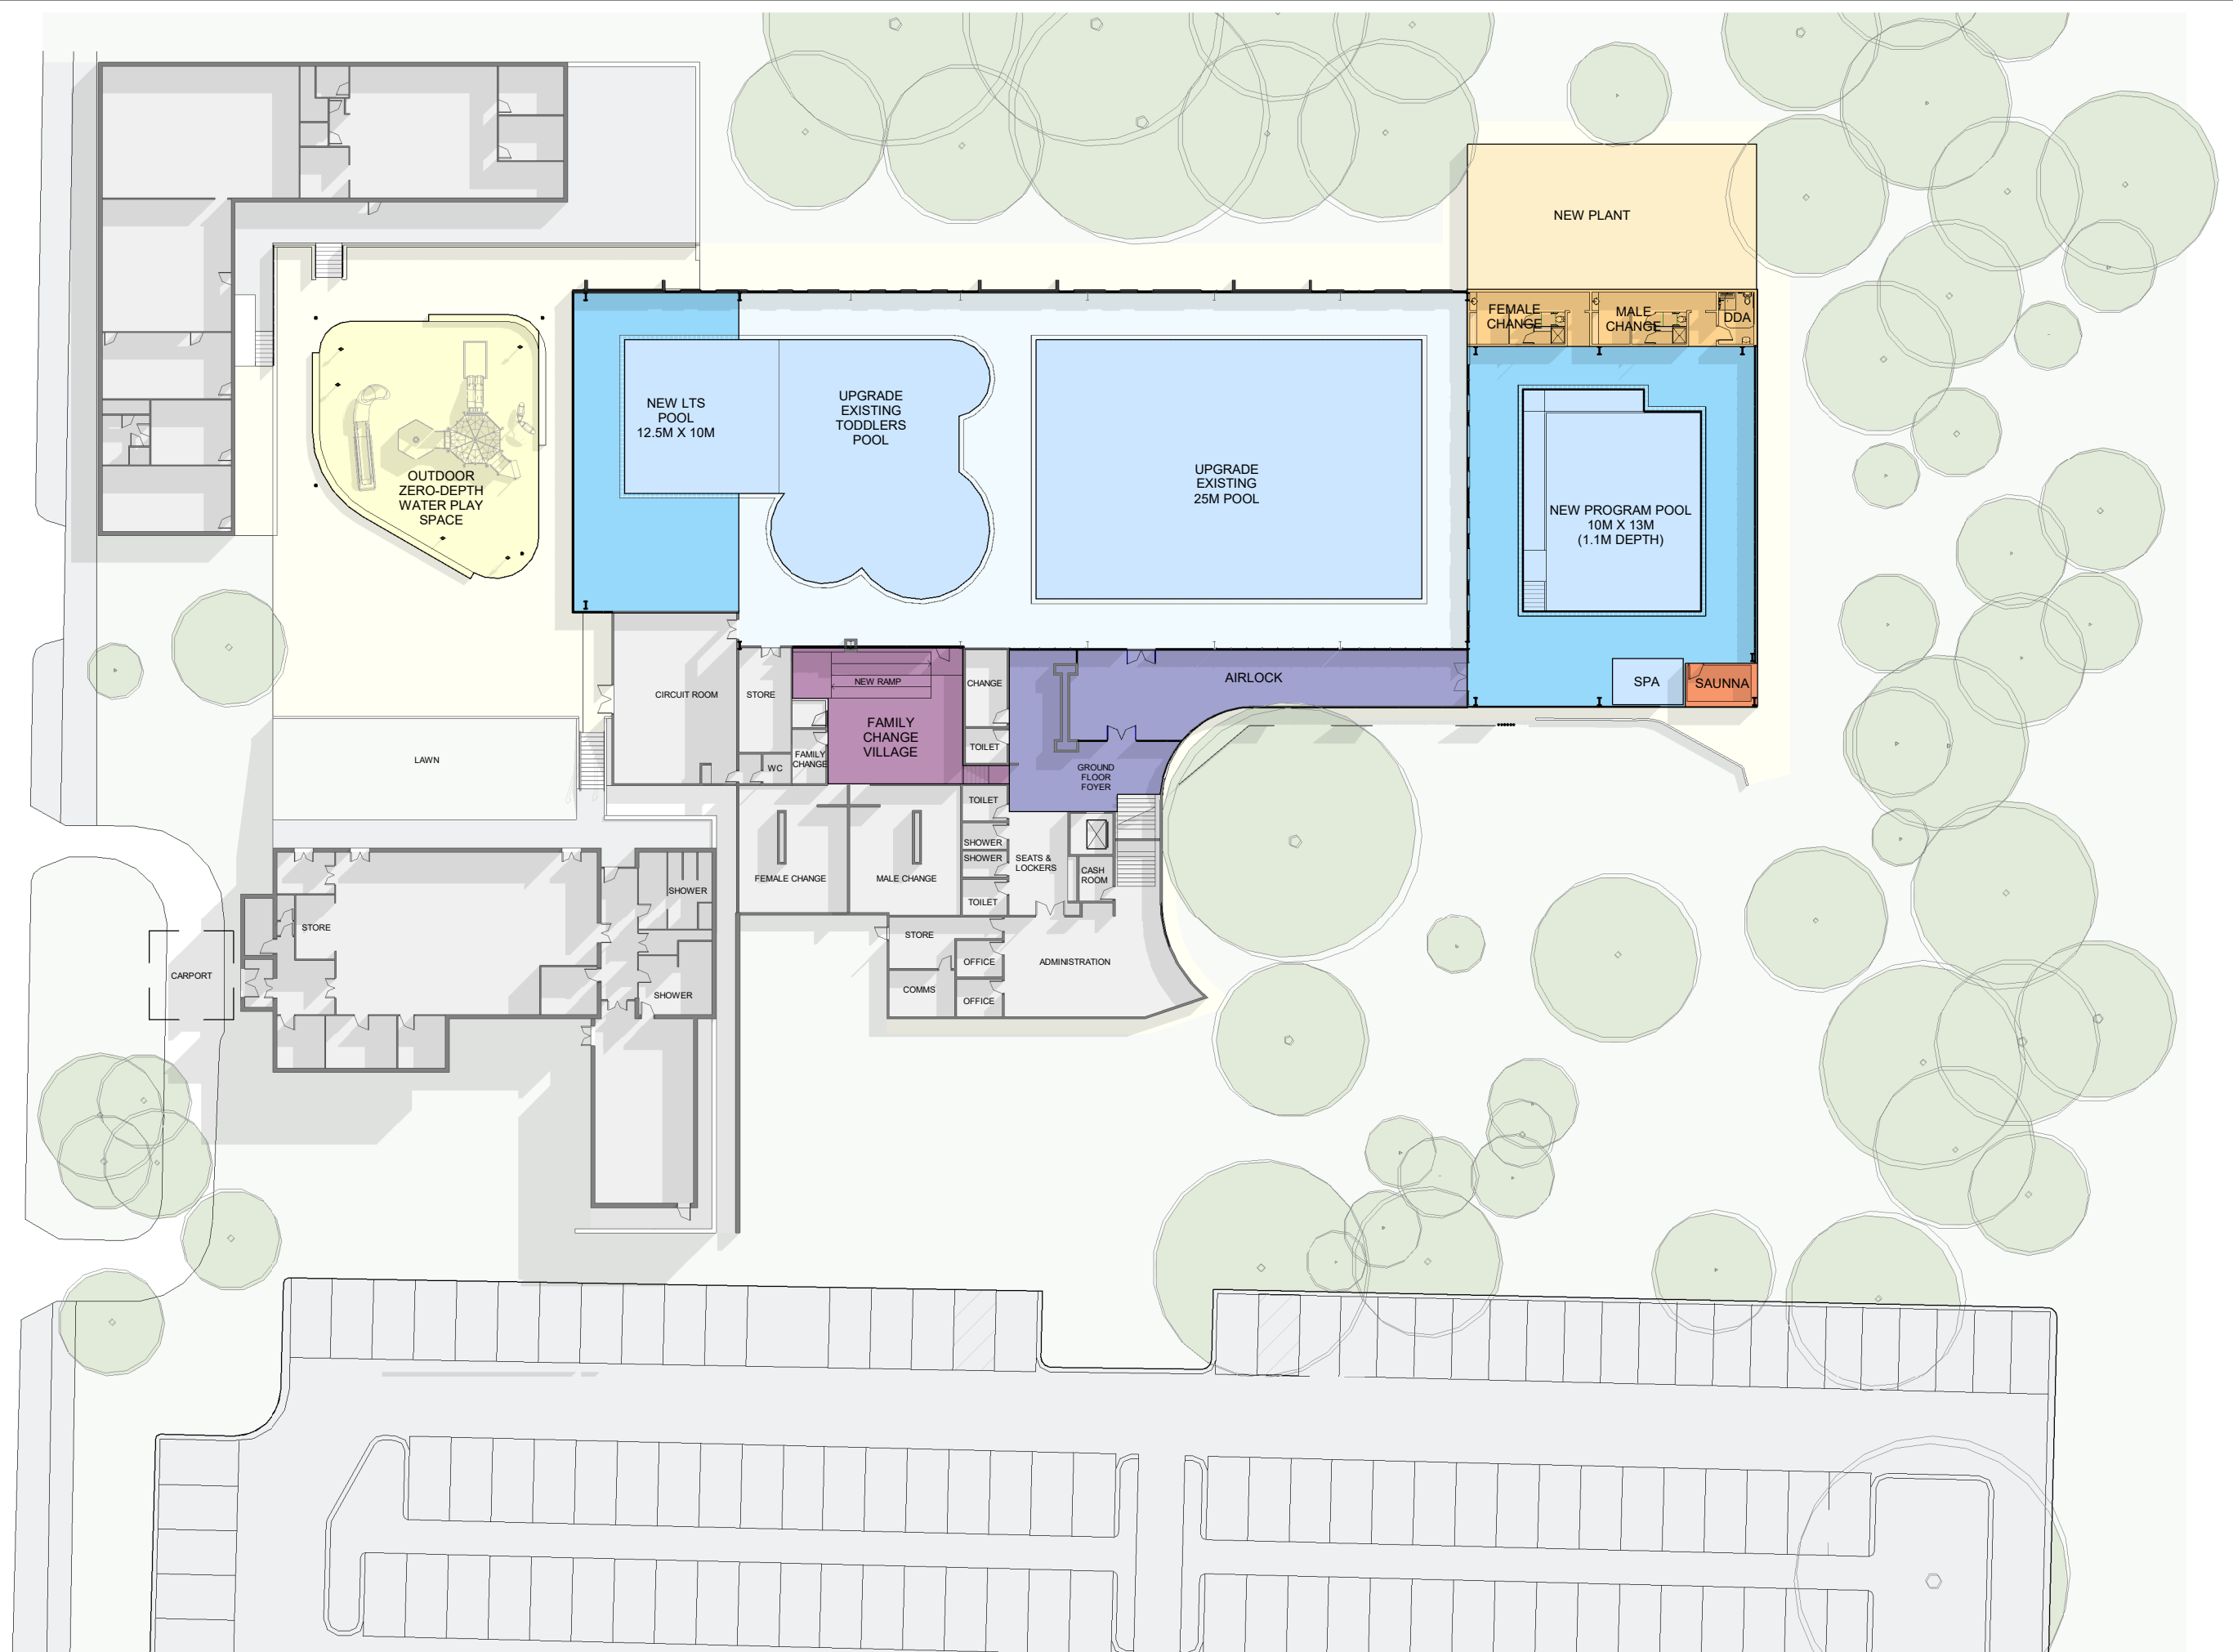 NEW PLANT
FEMALE
CHANGE
MALE
CHANGE
DDA
NEW LTS
POOL
12.5M X 10M
UPGRADE
EXISTING
TODDLERS
POOL
UPGRADE
EXISTING
25M POOL
NEW PROGRAM POOL
10M X 13M
(1.1M DEPTH)
OUTDOOR
ZERO-DEPTH
WATER PLAY
SPACE
CIRCUIT ROOM
STORE
NEW RAMP
CHANGE
AIRLOCK
SPA
SAUNNA
FAMILY
CHANGE
VILLAGE
LAWN
WC
FAMILY
CHANGE
TOILET
GROUND
FLOOR
FOYER
TOILET
SHOWER
SHOWER
SEATS &
LOCKERS
CASH
ROOM
FEMALE CHANGE
MALE CHANGE
TOILET
SHOWER
STORE
STORE
OFFICE
ADMINISTRATION
CARPORT
COMMS
OFFICE
SHOWER